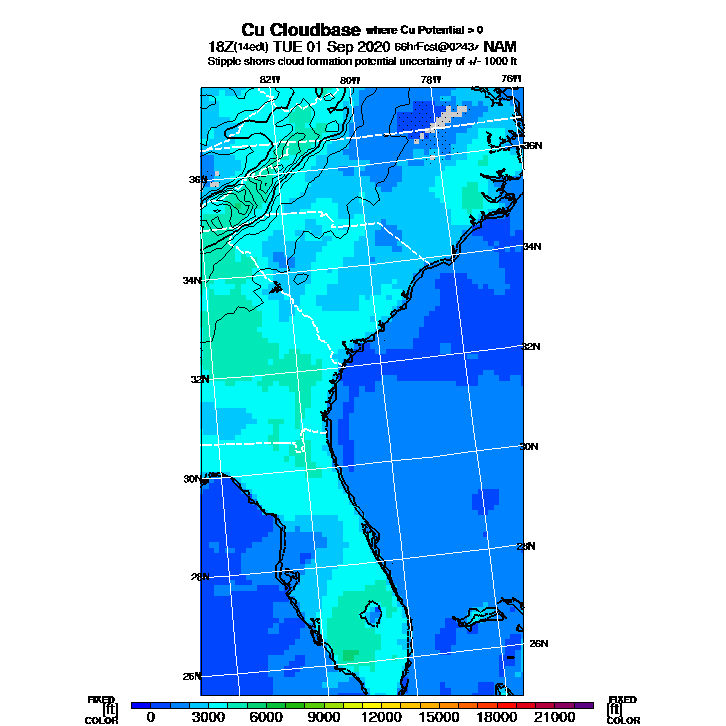 Cu Cloudbase where Cu Potential > 0
18Z(14edt) TUE 01 Sep 2020 66hrFcst@0243z NAM
Stipple shows cloud formation potential uncertainty of +/- 1000 ft
82W 80W 78W 76W
36N 36N
34N 34N
32N 32N
30N 30N
28N 28N
26N 26N
FIXED FIXED
[ft] [ft]
COLOR COLOR
0 3000 6000 9000 12000 15000 18000 21000